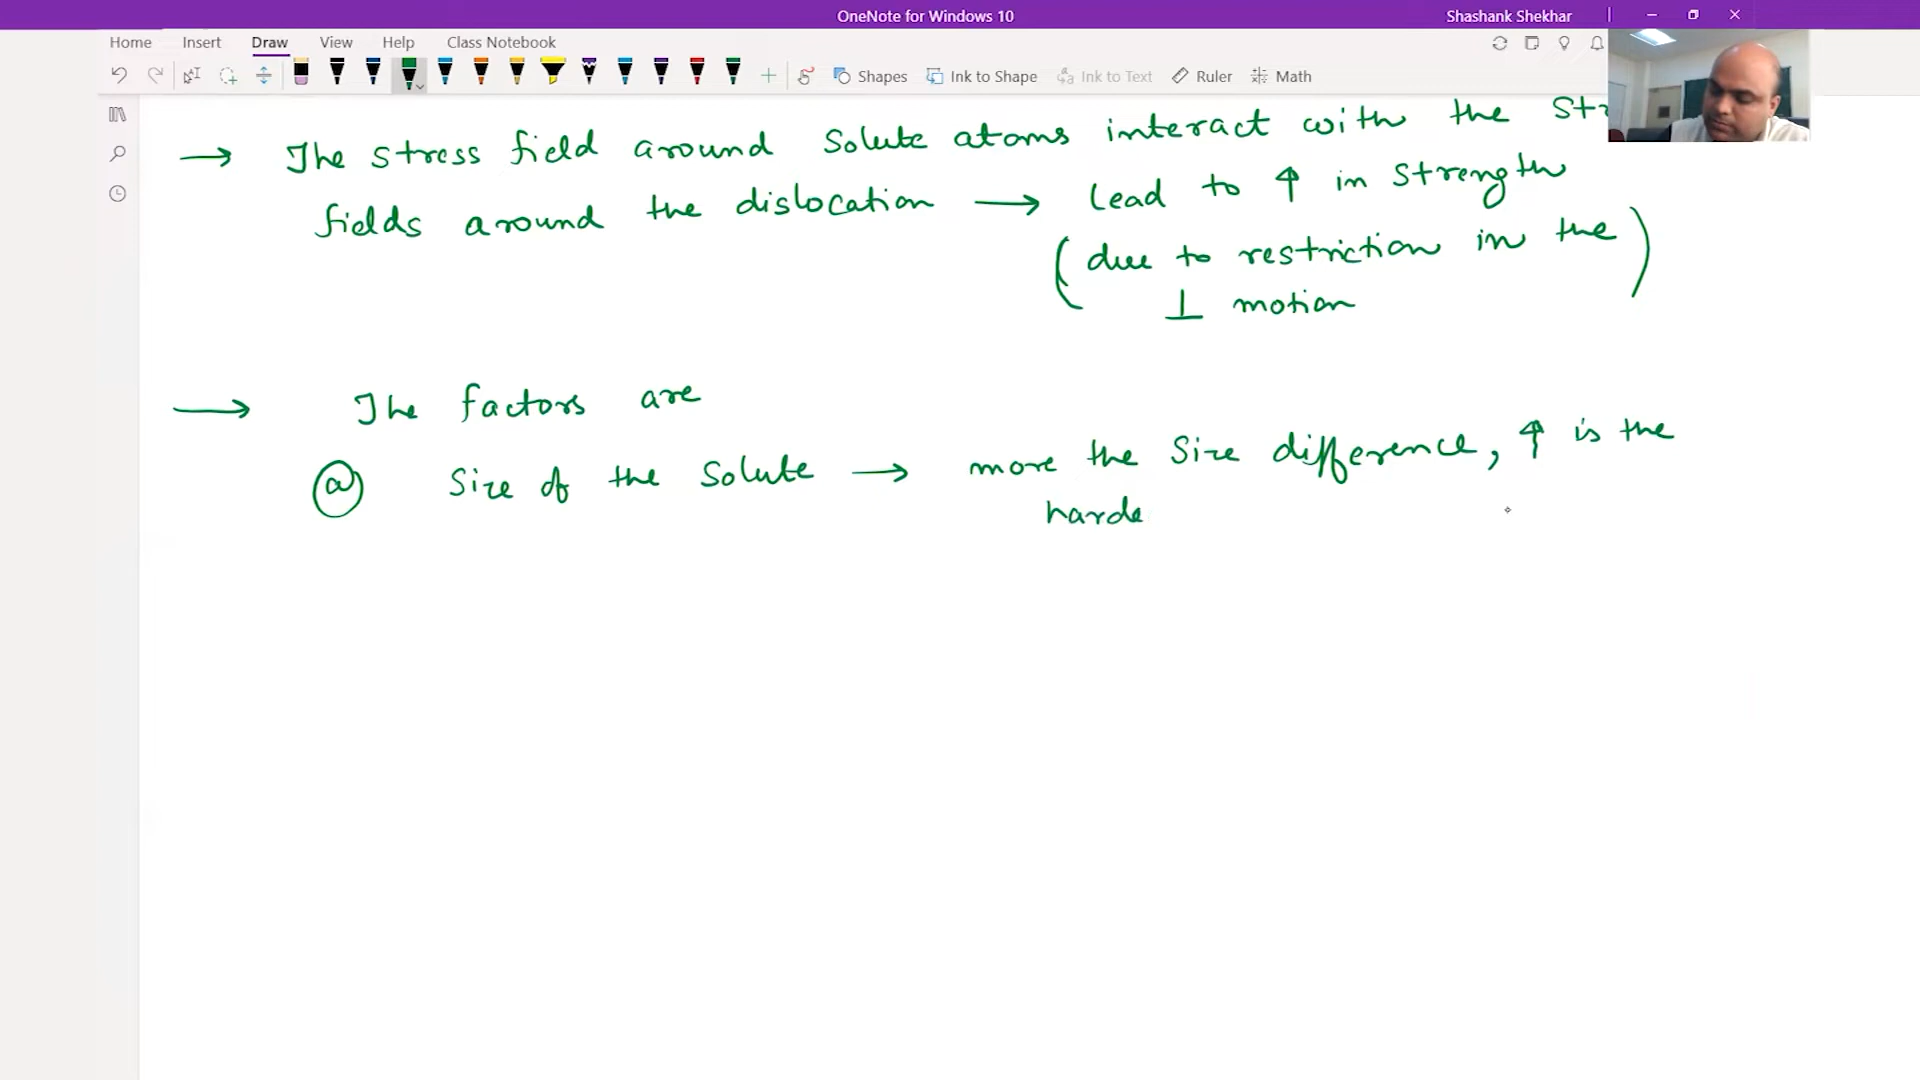 OneNote for Windows 10
Shashank Shekhar
Home Insert Draw View Help Class Notebook
Shapes Ink to Shape Ink to Text Ruler Math
→ The stress field around solute atoms interact with the
fields around the dislocation → lead to ↑ in strength
(due to restriction in the
⊥ motion)
→ The factors are
(a) Size of the solute → more the size difference, ↑ is the
harde